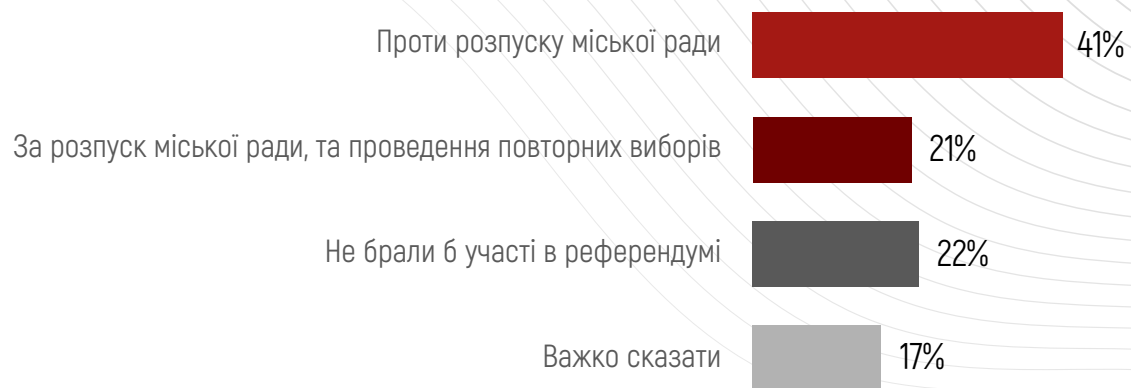 Проти розпуску міської ради 41%
За розпуск міської ради, та проведення повторних виборів 21%
Не брали б участі в референдумі 22%
Важко сказати 17%